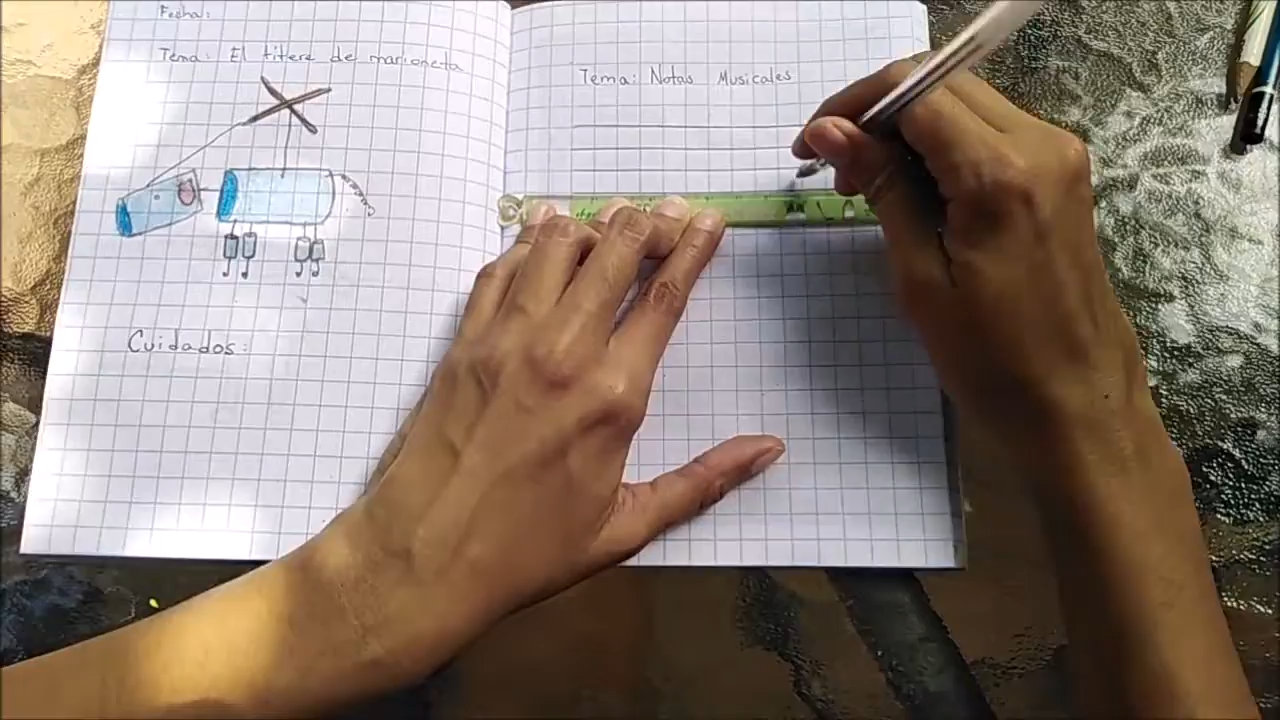 Fecha:
Tema: El titere de marioneta
Cuidados:
Tema: Notas Musicales